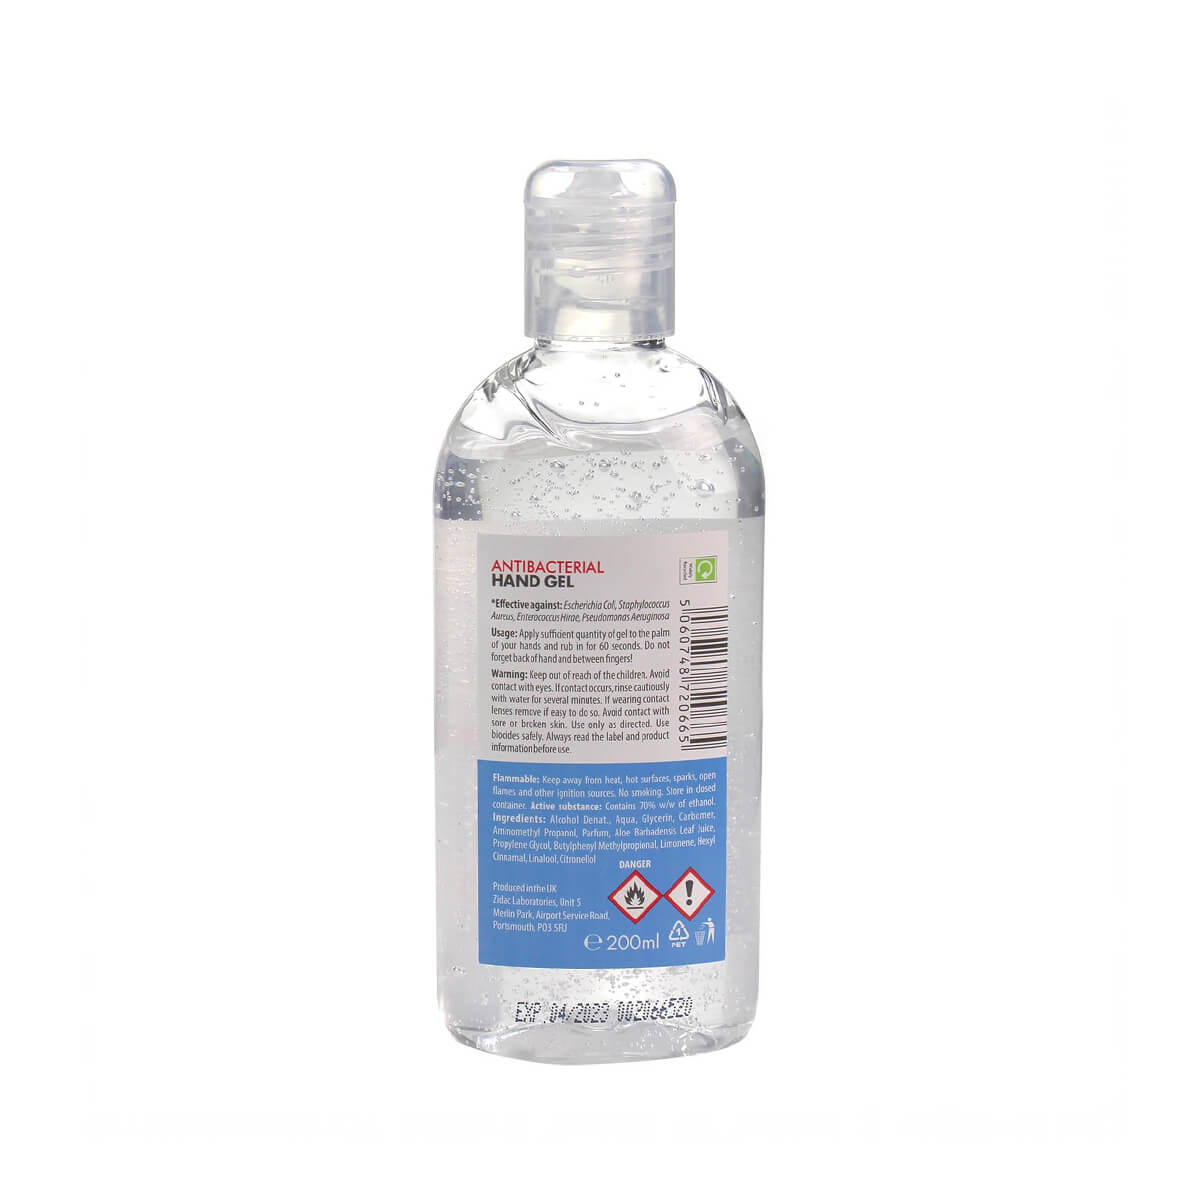 ANTIBACTERIAL
HAND GEL
*Effective against: Escherichia Coli, Staphylococcus
Aureus, Enterococcus Hirae, Pseudomonas Aeruginosa
Usage: Apply sufficient quantity of gel to the palm
of your hands and rub in for 60 seconds. Do not
forget back of hand and between fingers!
Warning: Keep out of reach of the children. Avoid
contact with eyes. If contact occurs, rinse cautiously
with water for several minutes. If wearing contact
lenses remove if easy to do so. Avoid contact with
sore or broken skin. Use only as directed. Use
biocides safely. Always read the label and product
information before use.
Widely
Recycled
5 060748 720665
Flammable: Keep away from heat, hot surfaces, sparks, open
flames and other ignition sources. No smoking. Store in closed
container. Active substance: Contains 70% w/w of ethanol.
Ingredients: Alcohol Denat., Aqua, Glycerin, Carbomer,
Aminomethyl Propanol, Parfum, Aloe Barbadensis Leaf Juice,
Propylene Glycol, Butylphenyl Methylpropional, Limonene, Hexyl
Cinnamal, Linalool, Citronellol
DANGER
Produced in the UK
Zidac Laboratories, Unit 5
Merlin Park, Airport Service Road,
Portsmouth, PO3 5FU
e 200ml
1
PET
EXP. 04/2023 002066520